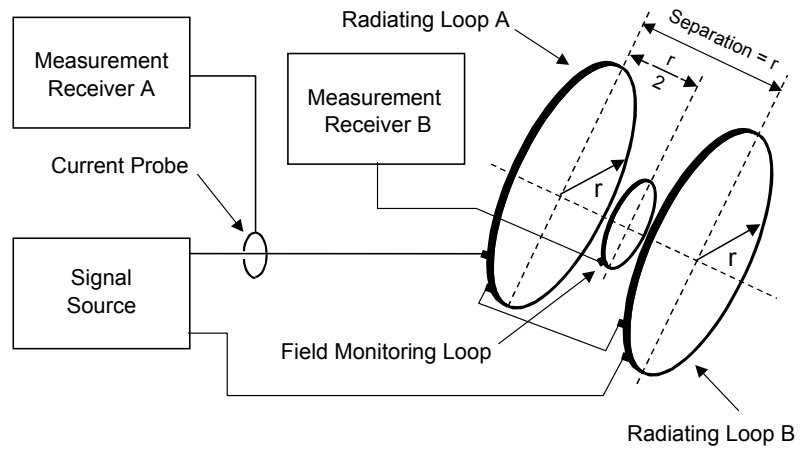 Radiating Loop A
Separation = r
r
2
Measurement
Receiver A
Measurement
Receiver B
Current Probe
r
r
Signal
Source
Field Monitoring Loop
Radiating Loop B